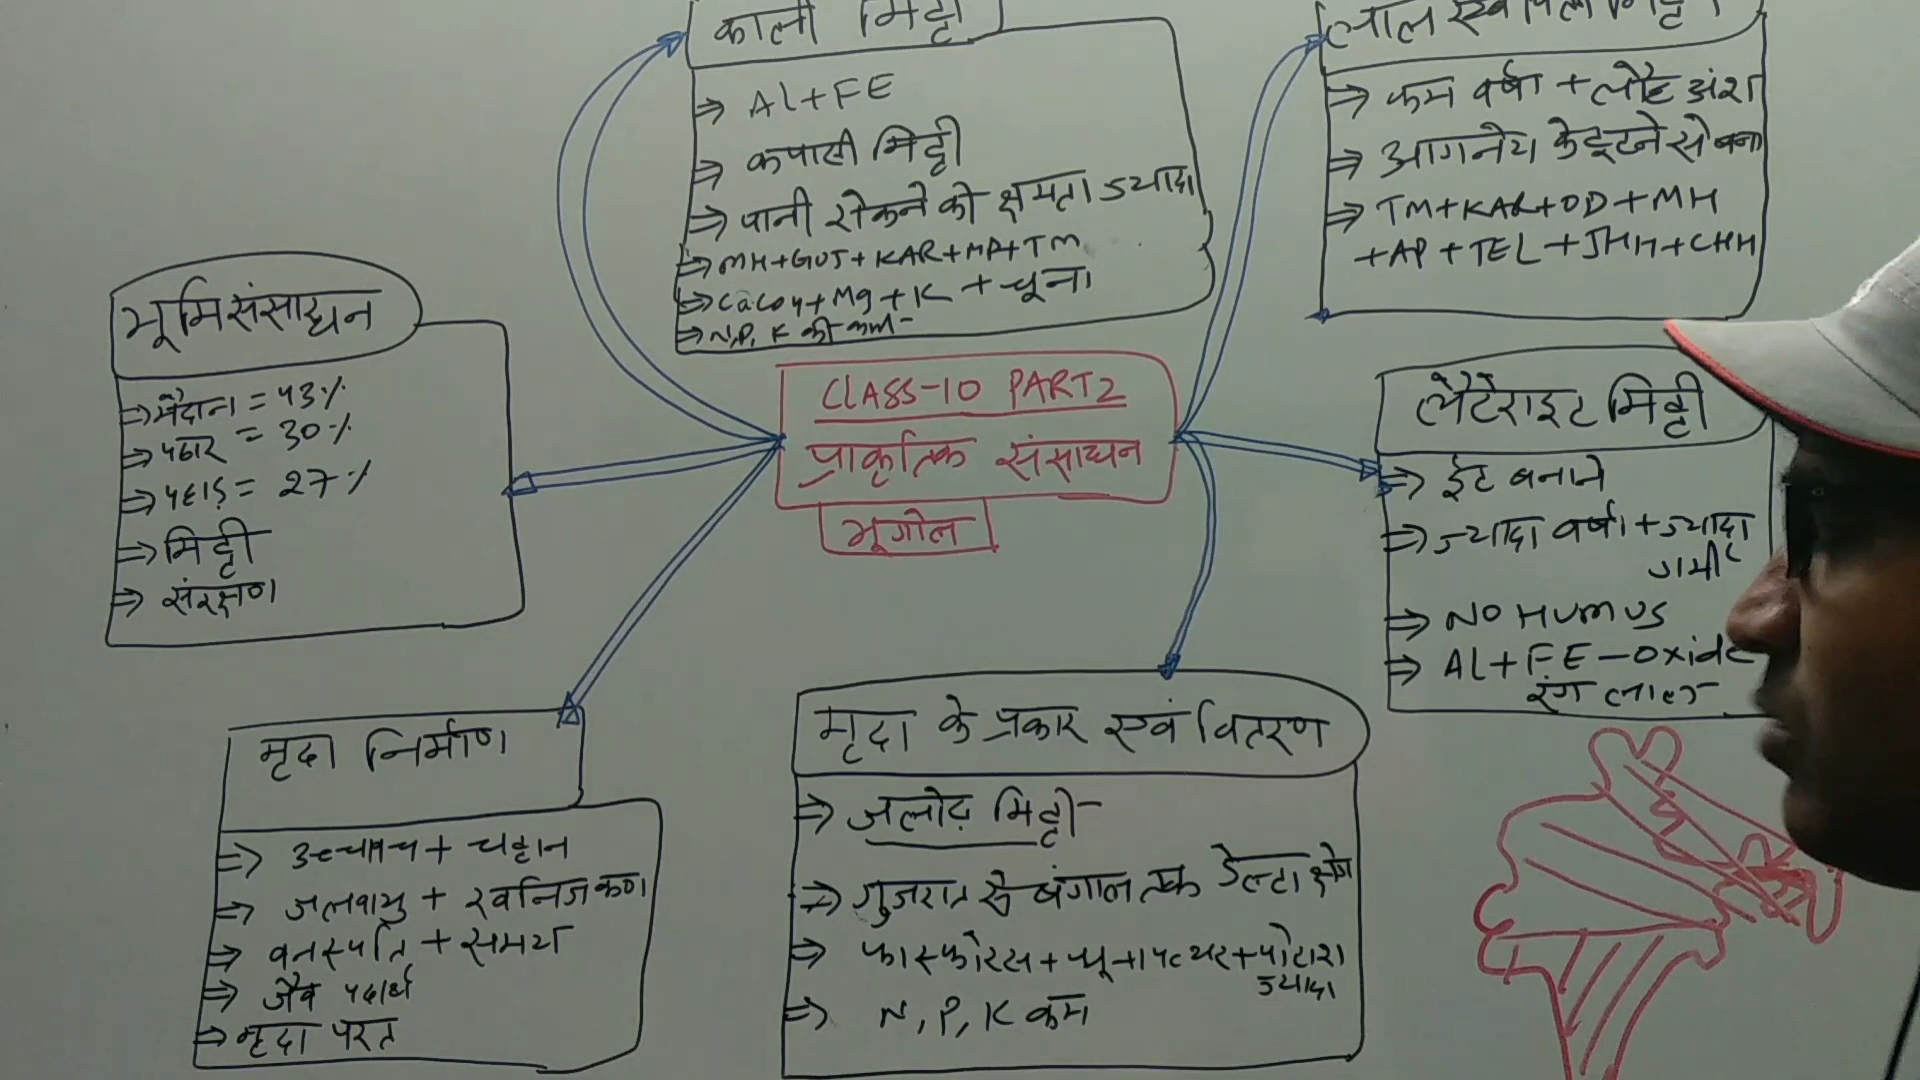 काली मिट्टी
⇒ Al+FE
⇒ कपासी मिट्टी
⇒ पानी रोकने की क्षमता ज्यादा
⇒ MH+GUJ+KAR+MP+TM
⇒ CaCo4+Mg+K+चूना
⇒ N,P,K की कमी
लाल एवं पिली मिट्टी
⇒ कम वर्षा + लौह अंश
⇒ आगनेय के टूटने से बना
⇒ TM+KAR+OD+MH
+AP+TEL+JHH+CHH
भूमि संसाधन
⇒ मैदान = 43%
⇒ पठार = 30%
⇒ पहाड़ = 27%
⇒ मिट्टी
⇒ संरक्षण
CLASS-10 PART2
प्राकृतिक संसाधन
भूगोल
लैटेराइट मिट्टी
⇒ ईंट बनाने
⇒ ज्यादा वर्षा + ज्यादा
गर्मी
⇒ NO HUMUS
⇒ AL+FE-oxide
रंग लाल
मृदा निर्माण
⇒ उच्चावच + चट्टान
⇒ जलवायु + खनिज कण
⇒ वनस्पति + समय
⇒ जैव पदार्थ
⇒ मृदा परत
मृदा के प्रकार एवं वितरण
⇒ जलोढ़ मिट्टी-
⇒ गुजरात से बंगाल तक डेल्टा क्षेत्र
⇒ फास्फोरस+चूनापत्थर+पोटाश
ज्यादा
⇒ N,P,K कम